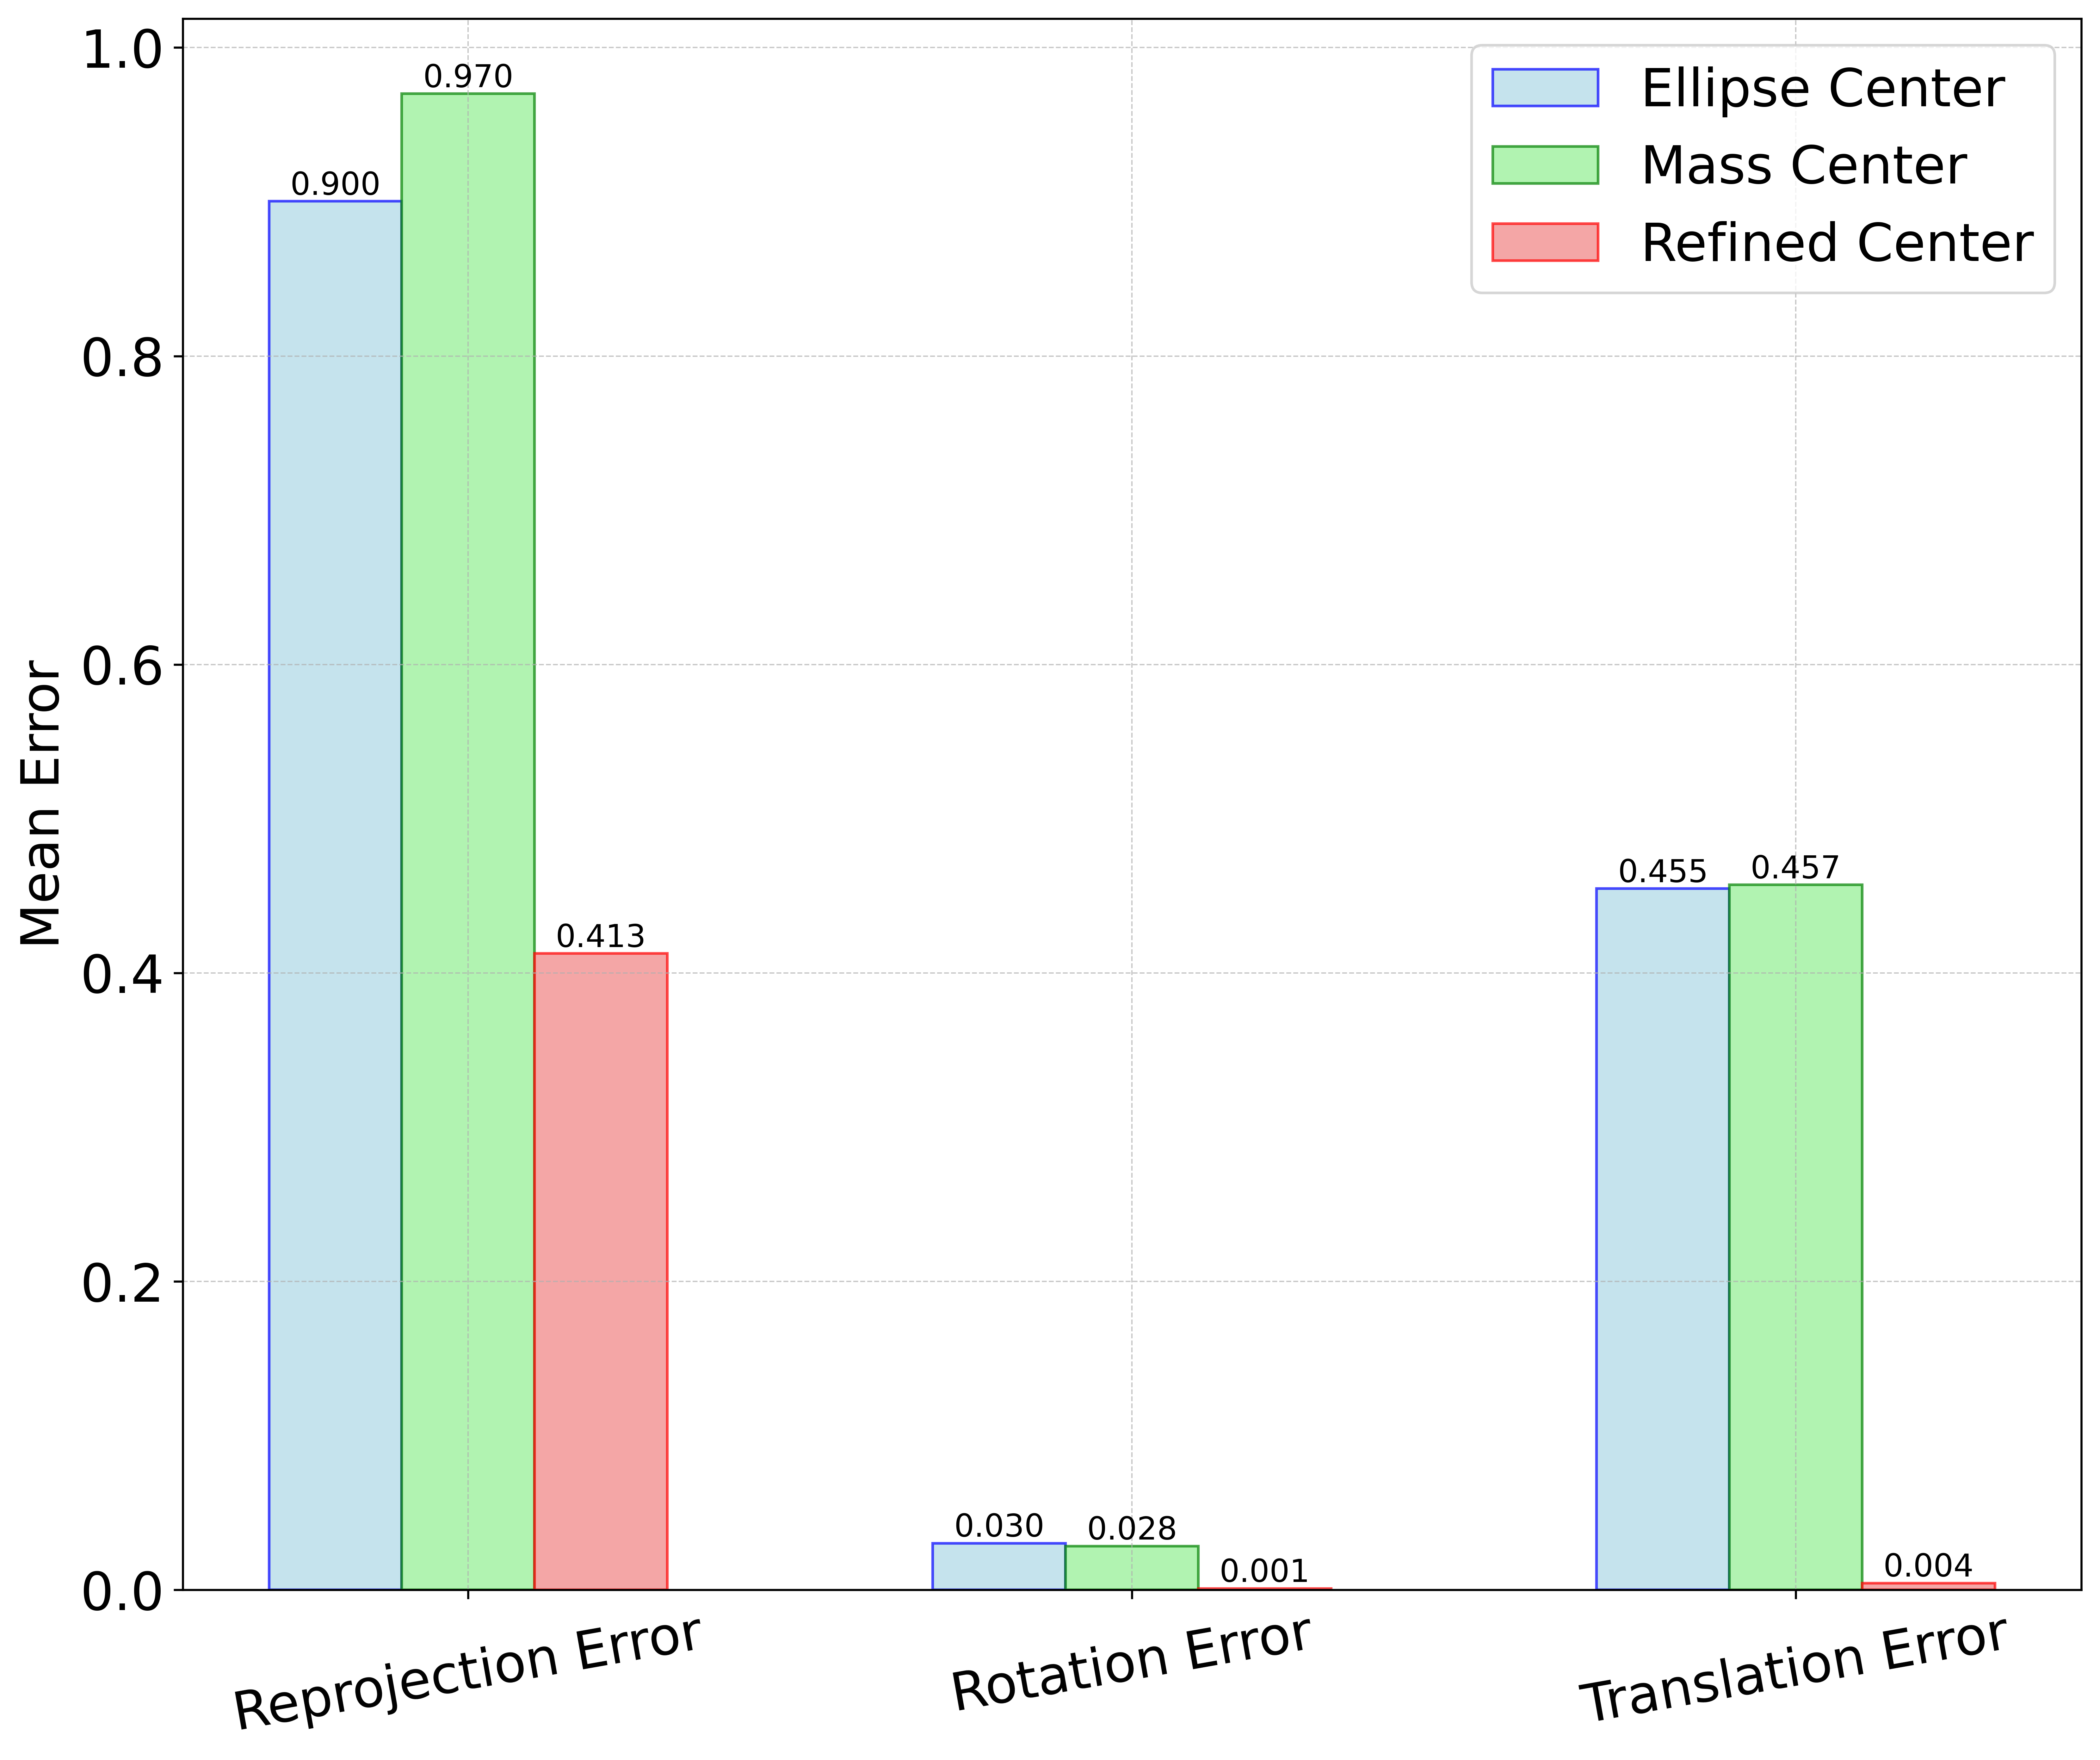 Mean Error
1.0
0.8
0.6
0.4
0.2
0.0
0.900
0.970
0.413
0.030
0.028
0.001
0.455
0.457
0.004
Ellipse Center
Mass Center
Refined Center
Reprojection Error
Rotation Error
Translation Error